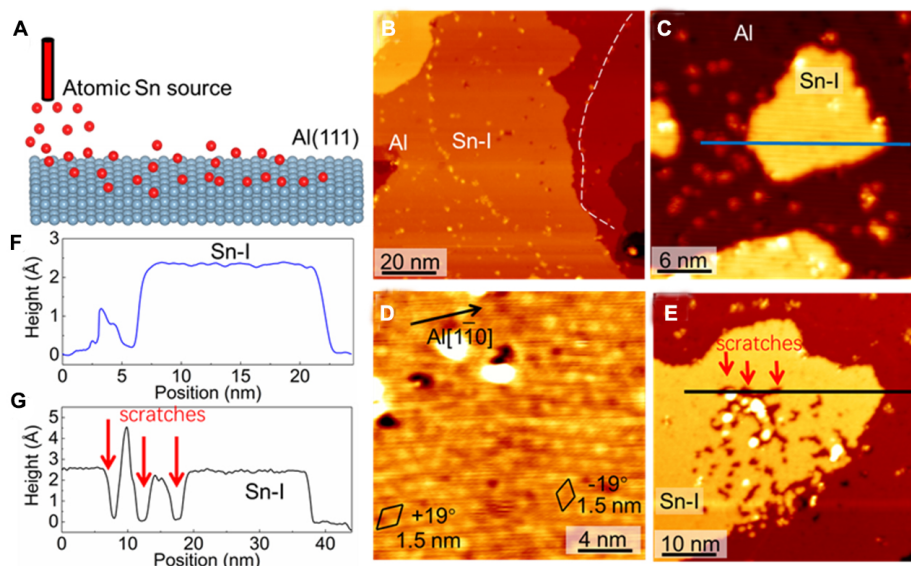 A
Atomic Sn source
Al(111)
B
Al
Sn-I
20 nm
C
Al
Sn-I
6 nm
F
Sn-I
Height (Å)
3
2
1
0
0
5
10
15
20
Position (nm)
G
scratches
Sn-I
Height (Å)
5
4
3
2
1
0
0
10
20
30
40
Position (nm)
D
Al[11̅0]
+19°
1.5 nm
-19°
1.5 nm
4 nm
E
scratches
Sn-I
10 nm